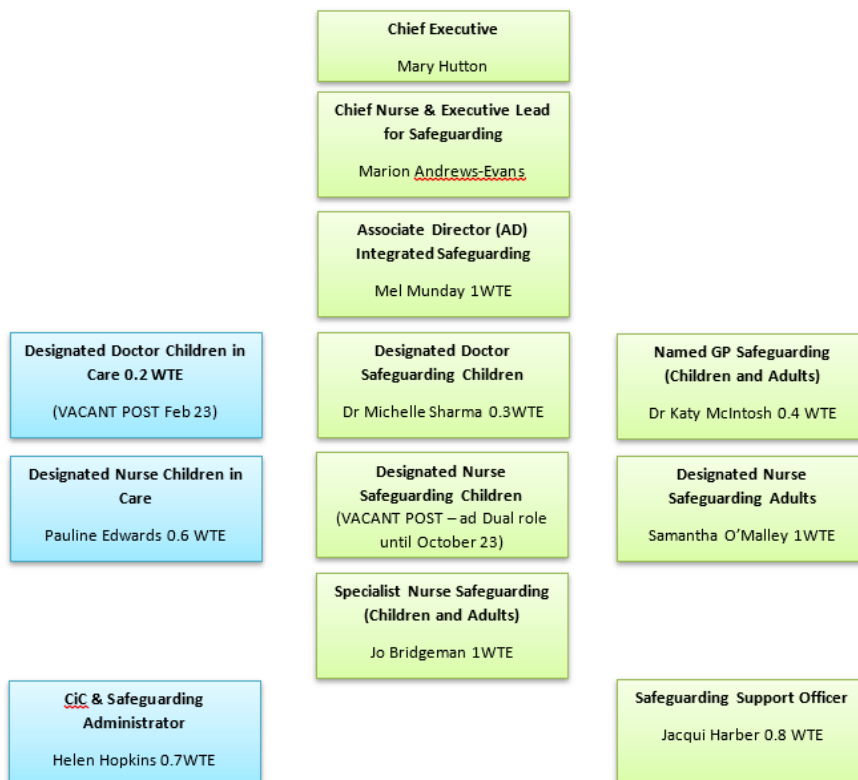 Chief Executive
Mary Hutton
Chief Nurse & Executive Lead
for Safeguarding
Marion Andrews-Evans
Associate Director (AD)
Integrated Safeguarding
Mel Munday 1WTE
Designated Doctor Children in
Care 0.2 WTE
(VACANT POST Feb 23)
Designated Doctor
Safeguarding Children
Dr Michelle Sharma 0.3WTE
Named GP Safeguarding
(Children and Adults)
Dr Katy McIntosh 0.4 WTE
Designated Nurse Children in
Care
Pauline Edwards 0.6 WTE
Designated Nurse
Safeguarding Children
(VACANT POST – ad Dual role
until October 23)
Designated Nurse
Safeguarding Adults
Samantha O’Malley 1WTE
Specialist Nurse Safeguarding
(Children and Adults)
Jo Bridgeman 1WTE
CiC & Safeguarding
Administrator
Helen Hopkins 0.7WTE
Safeguarding Support Officer
Jacqui Harber 0.8 WTE